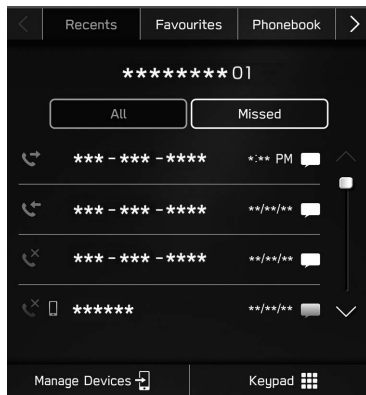 Recents Favourites Phonebook
********01
All Missed
*** - *** - **** *:** PM
*** - *** - **** **/**/**
*** - *** - **** **/**/**
****** **/**/**
Manage Devices Keypad